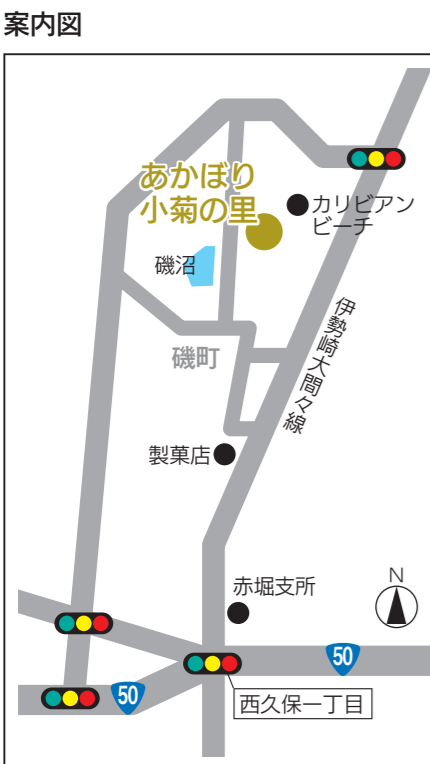 案内図
あかぼり
小菊の里
カリビアン
ビーチ
磯沼
伊勢崎大間々線
磯町
製菓店
赤堀支所
N
50
50
西久保一丁目